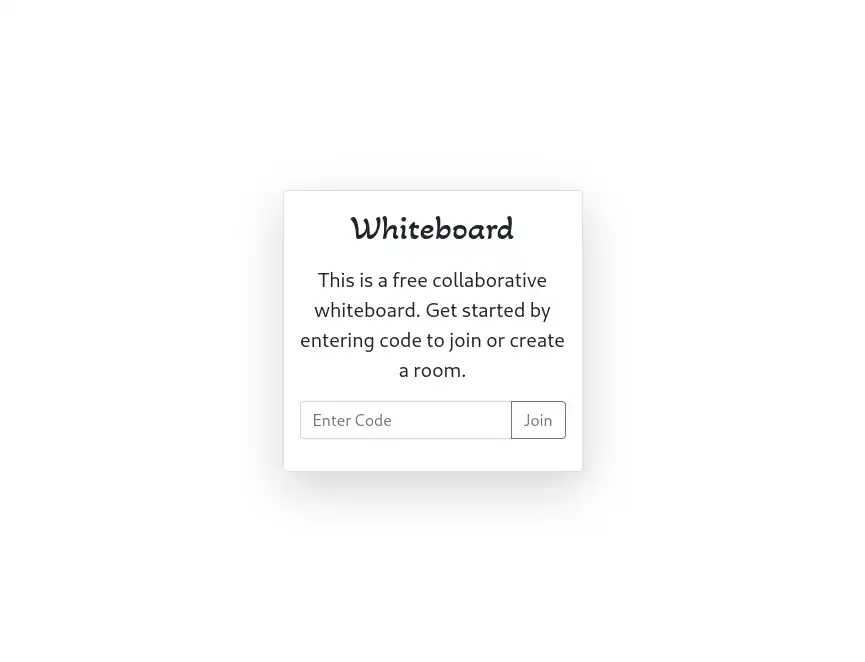 Whiteboard
This is a free collaborative
whiteboard. Get started by
entering code to join or create
a room.
Enter Code
Join